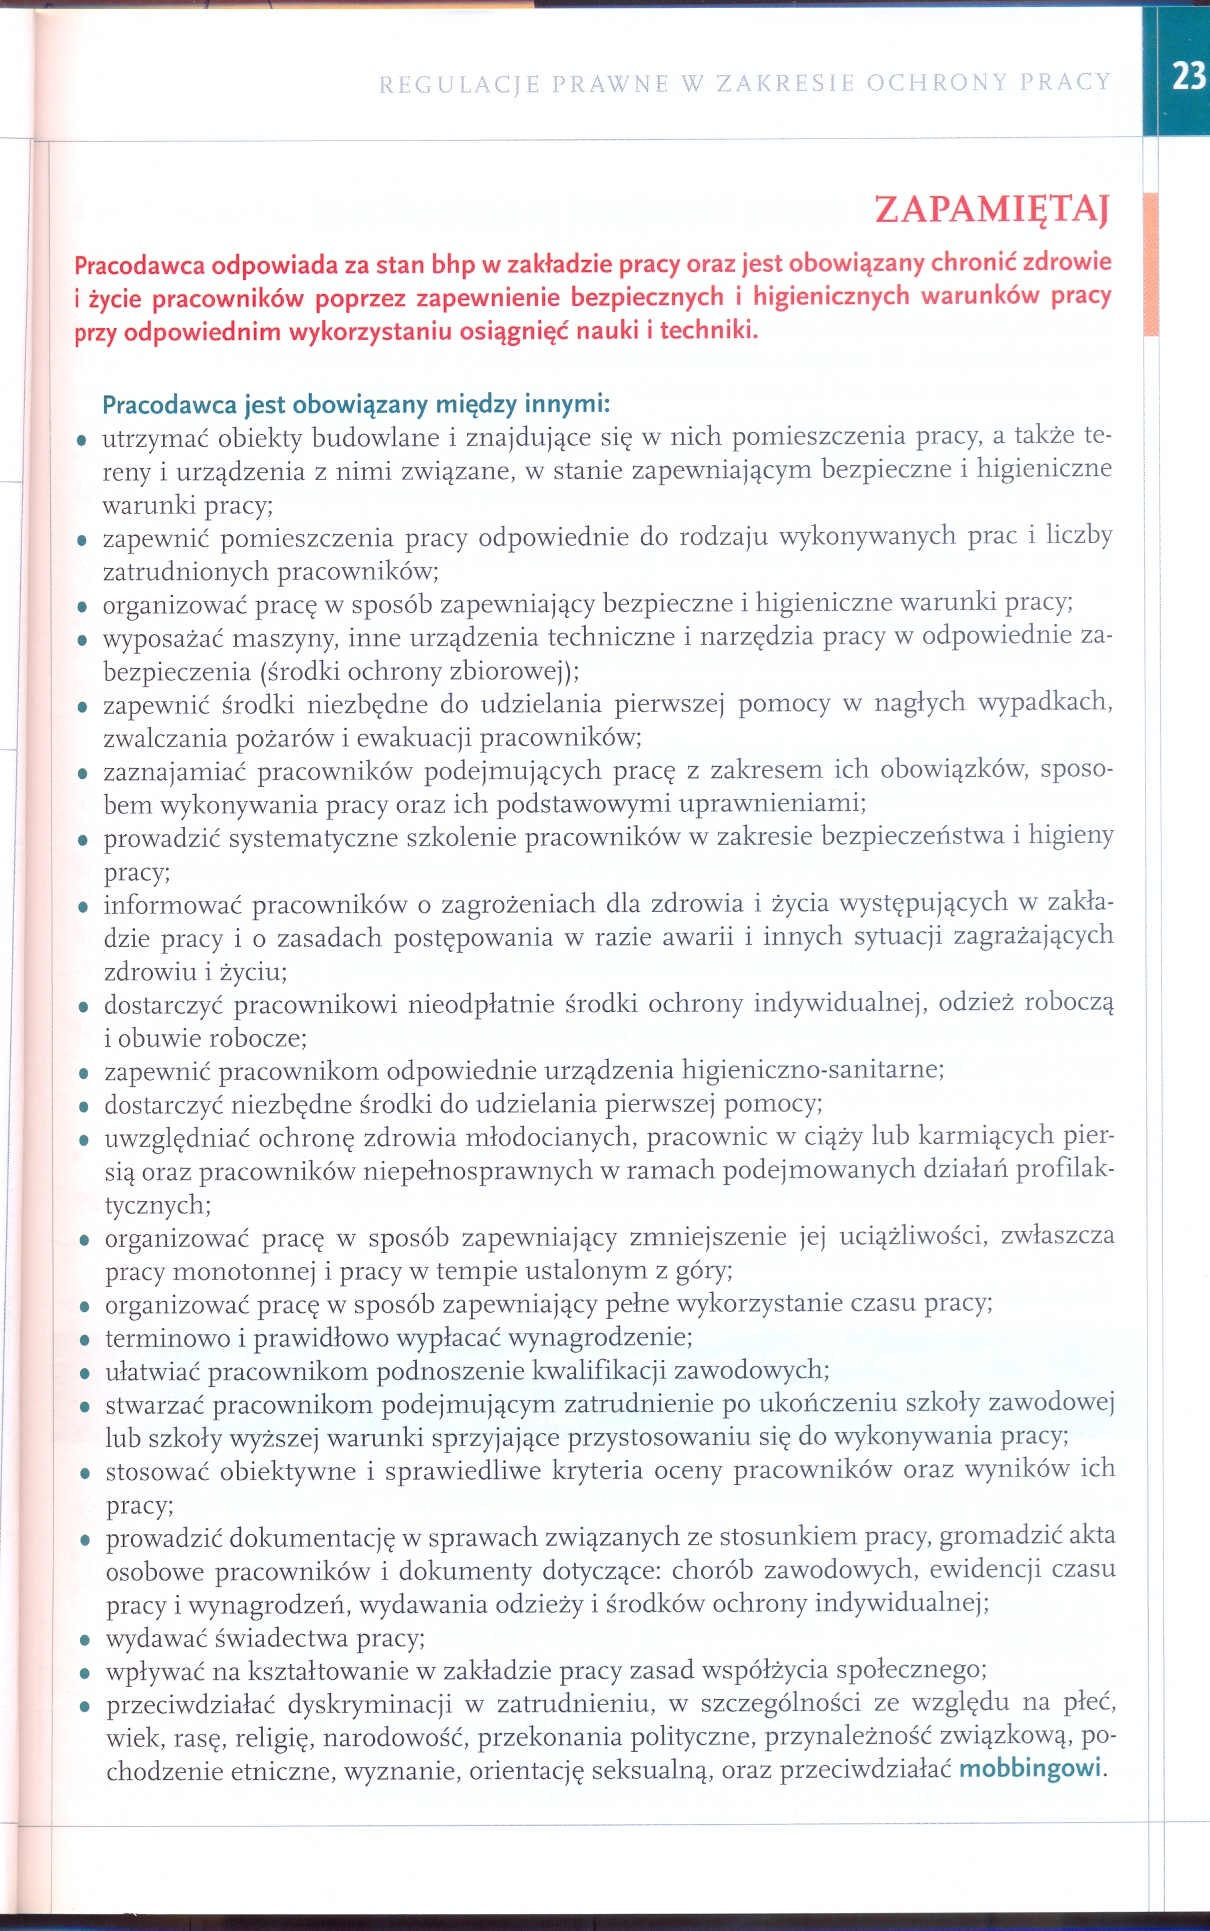 REGULACJE PRAWNE W ZAKRESIE OCHRONY PRACY
23
ZAPAMIĘTAJ
Pracodawca odpowiada za stan bhp w zakładzie pracy oraz jest obowiązany chronić zdrowie
i życie pracowników poprzez zapewnienie bezpiecznych i higienicznych warunków pracy
przy odpowiednim wykorzystaniu osiągnięć nauki i techniki.
Pracodawca jest obowiązany między innymi:
• utrzymać obiekty budowlane i znajdujące się w nich pomieszczenia pracy, a także te-
reny i urządzenia z nimi związane, w stanie zapewniającym bezpieczne i higieniczne
warunki pracy;
• zapewnić pomieszczenia pracy odpowiednie do rodzaju wykonywanych prac i liczby
zatrudnionych pracowników;
• organizować pracę w sposób zapewniający bezpieczne i higieniczne warunki pracy;
• wyposażać maszyny, inne urządzenia techniczne i narzędzia pracy w odpowiednie za-
bezpieczenia (środki ochrony zbiorowej);
• zapewnić środki niezbędne do udzielania pierwszej pomocy w nagłych wypadkach,
zwalczania pożarów i ewakuacji pracowników;
• zaznajamiać pracowników podejmujących pracę z zakresem ich obowiązków, sposo-
bem wykonywania pracy oraz ich podstawowymi uprawnieniami;
• prowadzić systematyczne szkolenie pracowników w zakresie bezpieczeństwa i higieny
pracy;
• informować pracowników o zagrożeniach dla zdrowia i życia występujących w zakła-
dzie pracy i o zasadach postępowania w razie awarii i innych sytuacji zagrażających
zdrowiu i życiu;
• dostarczyć pracownikowi nieodpłatnie środki ochrony indywidualnej, odzież roboczą
i obuwie robocze;
• zapewnić pracownikom odpowiednie urządzenia higieniczno-sanitarne;
• dostarczyć niezbędne środki do udzielania pierwszej pomocy;
• uwzględniać ochronę zdrowia młodocianych, pracownic w ciąży lub karmiących pier-
sią oraz pracowników niepełnosprawnych w ramach podejmowanych działań profilak-
tycznych;
• organizować pracę w sposób zapewniający zmniejszenie jej uciążliwości, zwłaszcza
pracy monotonnej i pracy w tempie ustalonym z góry;
• organizować pracę w sposób zapewniający pełne wykorzystanie czasu pracy;
• terminowo i prawidłowo wypłacać wynagrodzenie;
• ułatwiać pracownikom podnoszenie kwalifikacji zawodowych;
• stwarzać pracownikom podejmującym zatrudnienie po ukończeniu szkoły zawodowej
lub szkoły wyższej warunki sprzyjające przystosowaniu się do wykonywania pracy;
• stosować obiektywne i sprawiedliwe kryteria oceny pracowników oraz wyników ich
pracy;
• prowadzić dokumentację w sprawach związanych ze stosunkiem pracy, gromadzić akta
osobowe pracowników i dokumenty dotyczące: chorób zawodowych, ewidencji czasu
pracy i wynagrodzeń, wydawania odzieży i środków ochrony indywidualnej;
• wydawać świadectwa pracy;
• wpływać na kształtowanie w zakładzie pracy zasad współżycia społecznego;
• przeciwdziałać dyskryminacji w zatrudnieniu, w szczególności ze względu na płeć,
wiek, rasę, religię, narodowość, przekonania polityczne, przynależność związkową, po-
chodzenie etniczne, wyznanie, orientację seksualną, oraz przeciwdziałać mobbingowi.